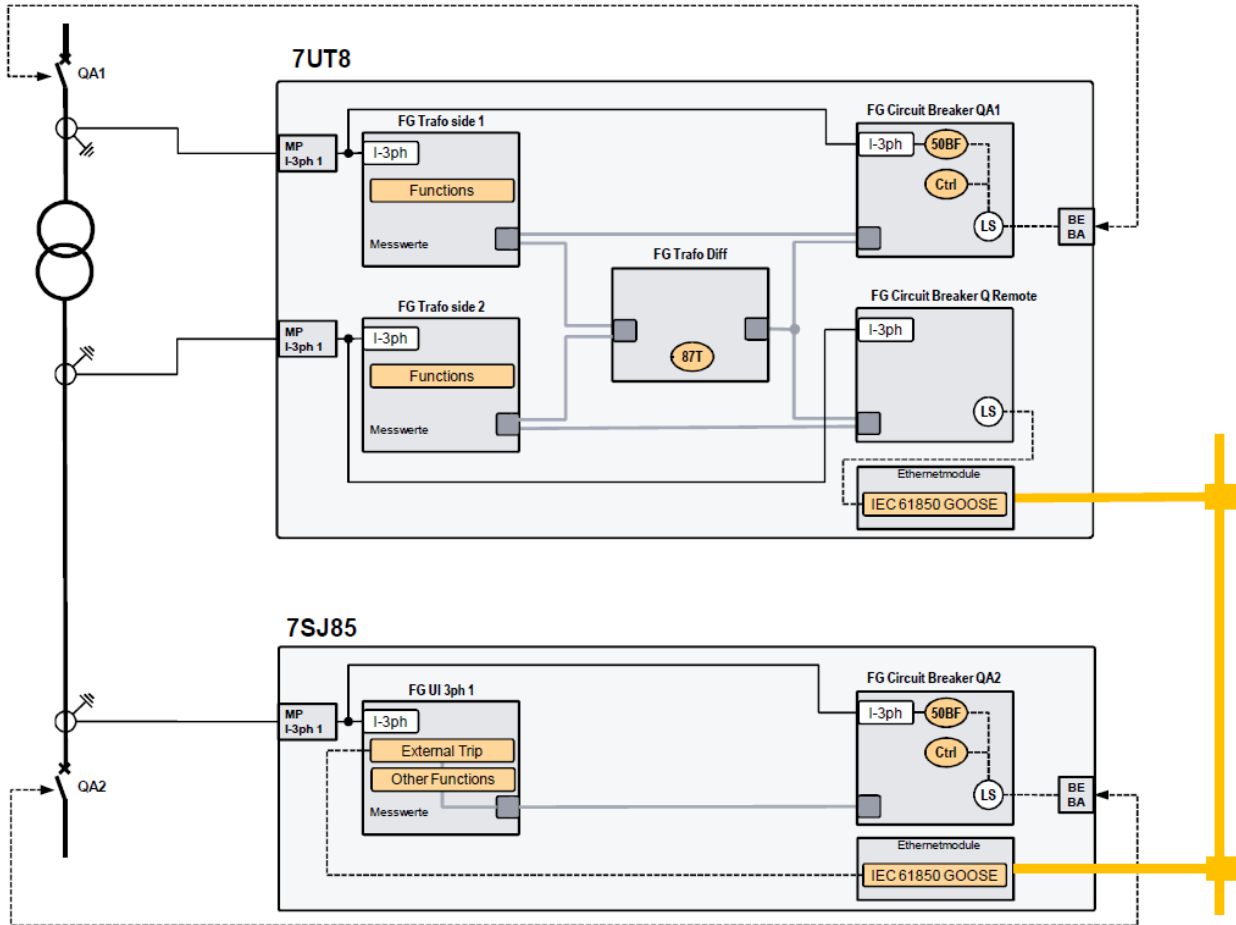 QA1
7UT8
FG Trafo side 1
MP
I-3ph 1
I-3ph
Functions
Messwerte
FG Circuit Breaker QA1
I-3ph
50BF
Ctrl
LS
BE
BA
FG Trafo Diff
87T
FG Trafo side 2
MP
I-3ph 1
I-3ph
Functions
Messwerte
FG Circuit Breaker Q Remote
I-3ph
LS
Ethernetmodule
IEC 61850 GOOSE
7SJ85
FG UI 3ph 1
MP
I-3ph 1
I-3ph
External Trip
Other Functions
Messwerte
FG Circuit Breaker QA2
I-3ph
50BF
Ctrl
LS
BE
BA
QA2
Ethernetmodule
IEC 61850 GOOSE